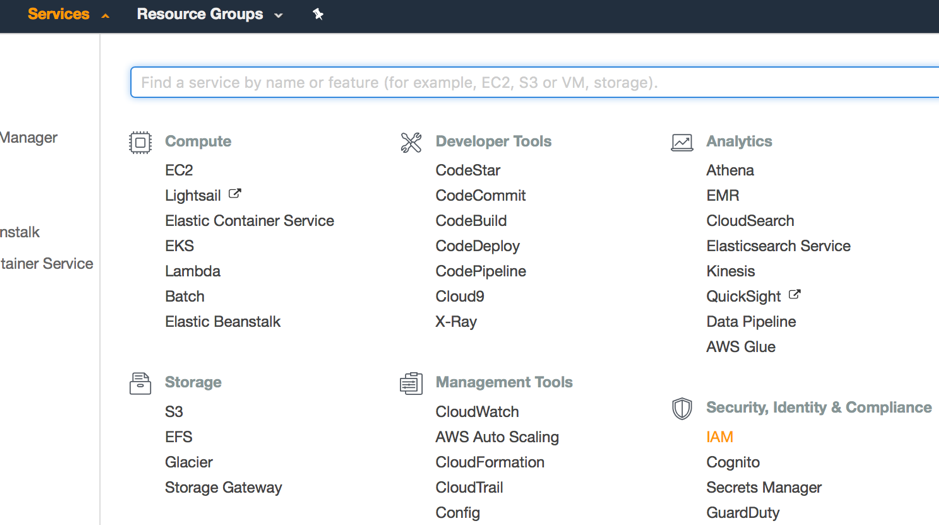 Services Resource Groups
Find a service by name or feature (for example, EC2, S3 or VM, storage).
Manager
nstalk
tainer Service
Compute
EC2
Lightsail
Elastic Container Service
EKS
Lambda
Batch
Elastic Beanstalk
Storage
S3
EFS
Glacier
Storage Gateway
Developer Tools
CodeStar
CodeCommit
CodeBuild
CodeDeploy
CodePipeline
Cloud9
X-Ray
Management Tools
CloudWatch
AWS Auto Scaling
CloudFormation
CloudTrail
Config
Analytics
Athena
EMR
CloudSearch
Elasticsearch Service
Kinesis
QuickSight
Data Pipeline
AWS Glue
Security, Identity & Compliance
IAM
Cognito
Secrets Manager
GuardDuty